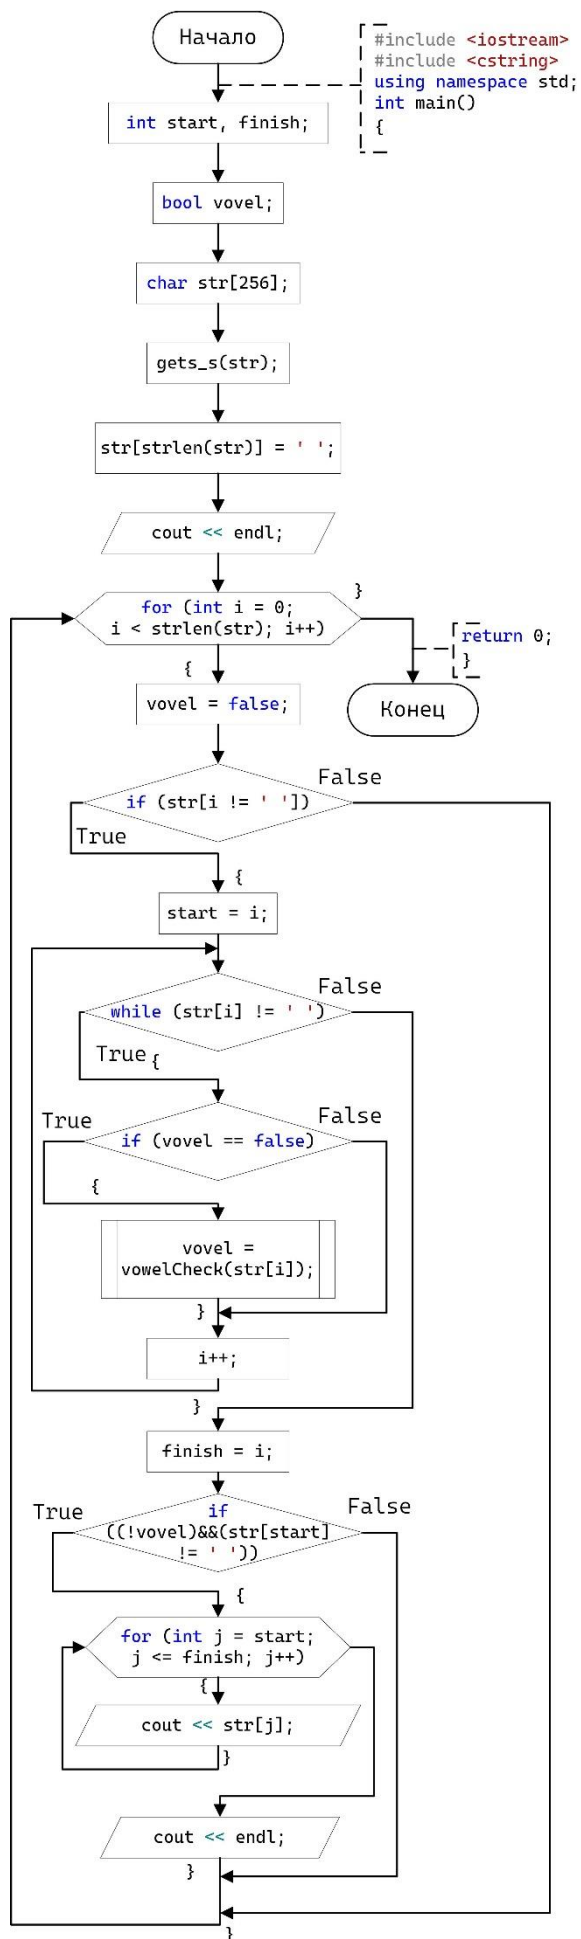 Начало
#include <iostream>
#include <cstring>
using namespace std;
int main()
{
int start, finish;
bool vovel;
char str[256];
gets_s(str);
str[strlen(str)] = ' ';
cout << endl;
for (int i = 0;
i < strlen(str); i++)
}
return 0;
}
Конец
{
vovel = false;
if (str[i != ' '])
False
True
{
start = i;
while (str[i] != ' ')
False
True {
if (vovel == false)
True
False
{
vovel =
vowelCheck(str[i]);
}
i++;
}
finish = i;
if
((!vovel)&&(str[start]
!= ' '))
True
False
{
for (int j = start;
j <= finish; j++)
{
cout << str[j];
}
cout << endl;
}
}